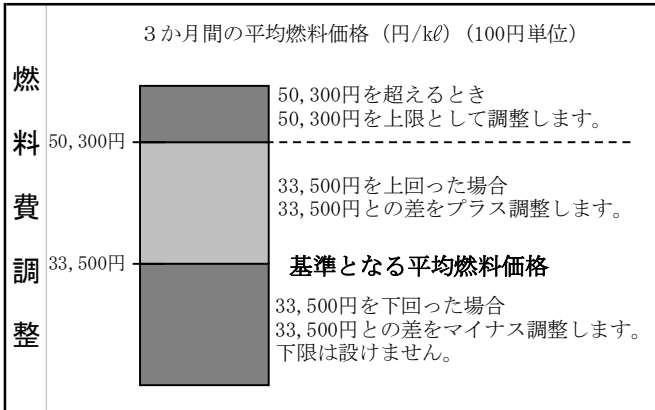 燃料費調整
3か月間の平均燃料価格（円/kℓ）（100円単位）
50,300円を超えるとき
50,300円を上限として調整します。
50,300円
33,500円を上回った場合
33,500円との差をプラス調整します。
33,500円
基準となる平均燃料価格
33,500円を下回った場合
33,500円との差をマイナス調整します。
下限は設けません。